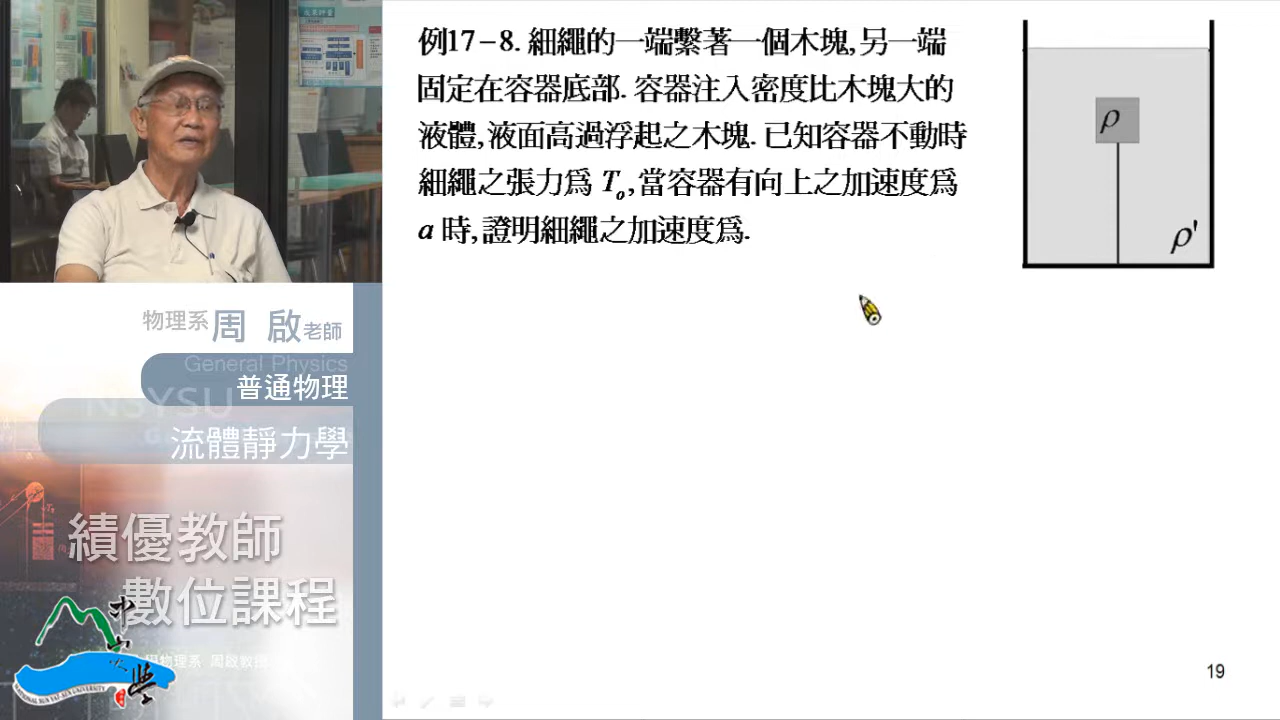 例17－8. 細繩的一端繫著一個木塊, 另一端
固定在容器底部. 容器注入密度比木塊大的
液體, 液面高過浮起之木塊. 已知容器不動時
細繩之張力為 To, 當容器有向上之加速度為
a 時, 證明細繩之加速度為.
ρ
ρ'
物理系 周 啟 老師
General Physics
普通物理
NSYSU
流體靜力學
績優教師
數位課程
19